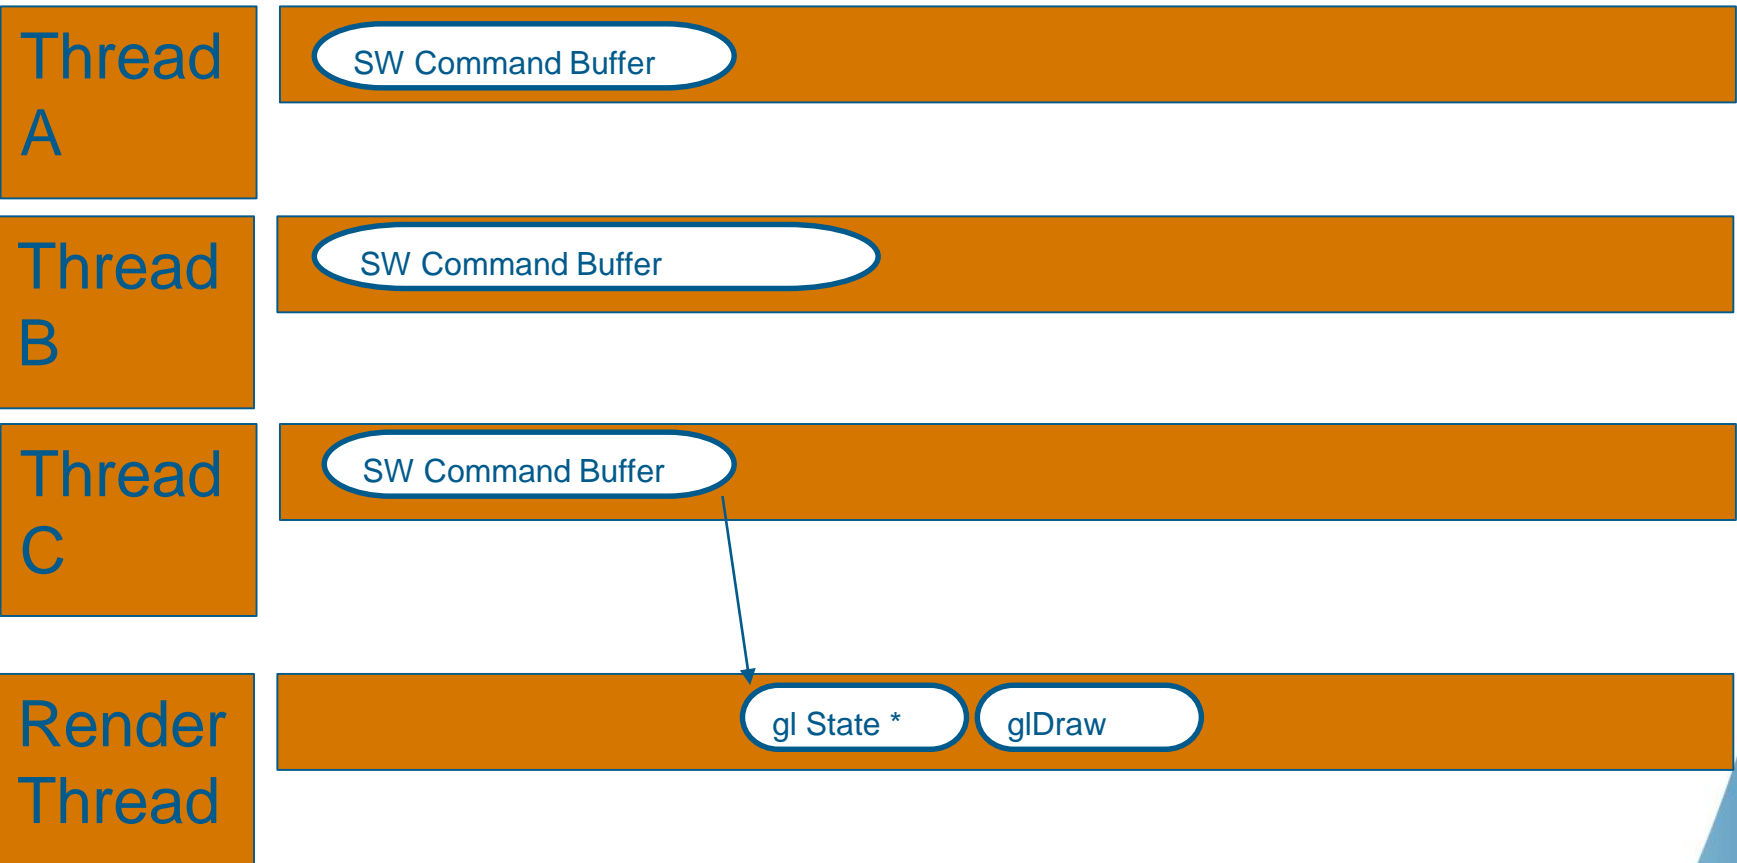 Thread
A
SW Command Buffer
Thread
B
SW Command Buffer
Thread
C
SW Command Buffer
Render
Thread
gl State *
glDraw